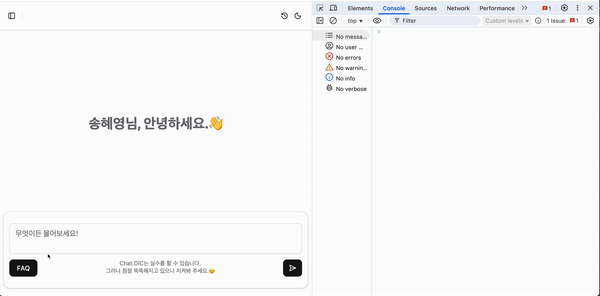 Elements
Console
Sources
Network
Performance
»
1
top
Filter
Custom levels
1 Issue:
1
No messa...
No user ...
No errors
No warnin...
No info
No verbose
송혜영님, 안녕하세요.👋
무엇이든 물어보세요!
FAQ
Chat.DIC는 실수를 할 수 있습니다.
그러나 점점 똑똑해지고 있으니 지켜봐 주세요.😊